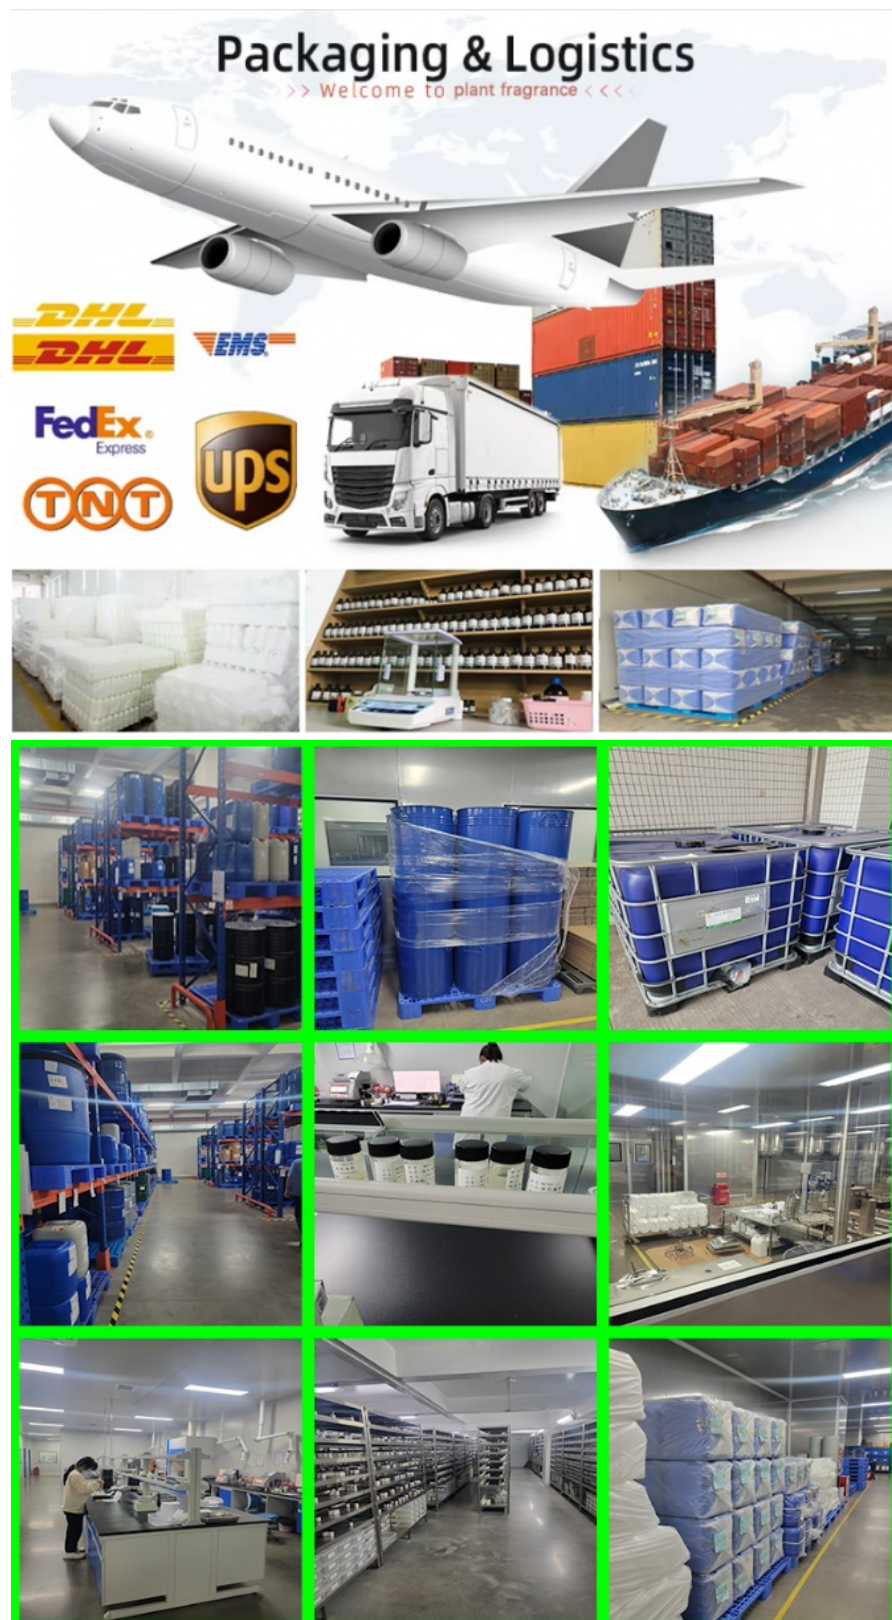 Packaging & Logistics
>> Welcome to plant fragrance <<<<
DHL
DHL
EMS
FedEx
Express
UPS
TNT